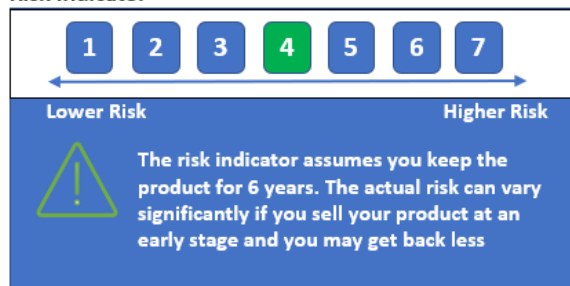 1 2 3 4 5 6 7
Lower Risk Higher Risk
The risk indicator assumes you keep the
product for 6 years. The actual risk can vary
significantly if you sell your product at an
early stage and you may get back less